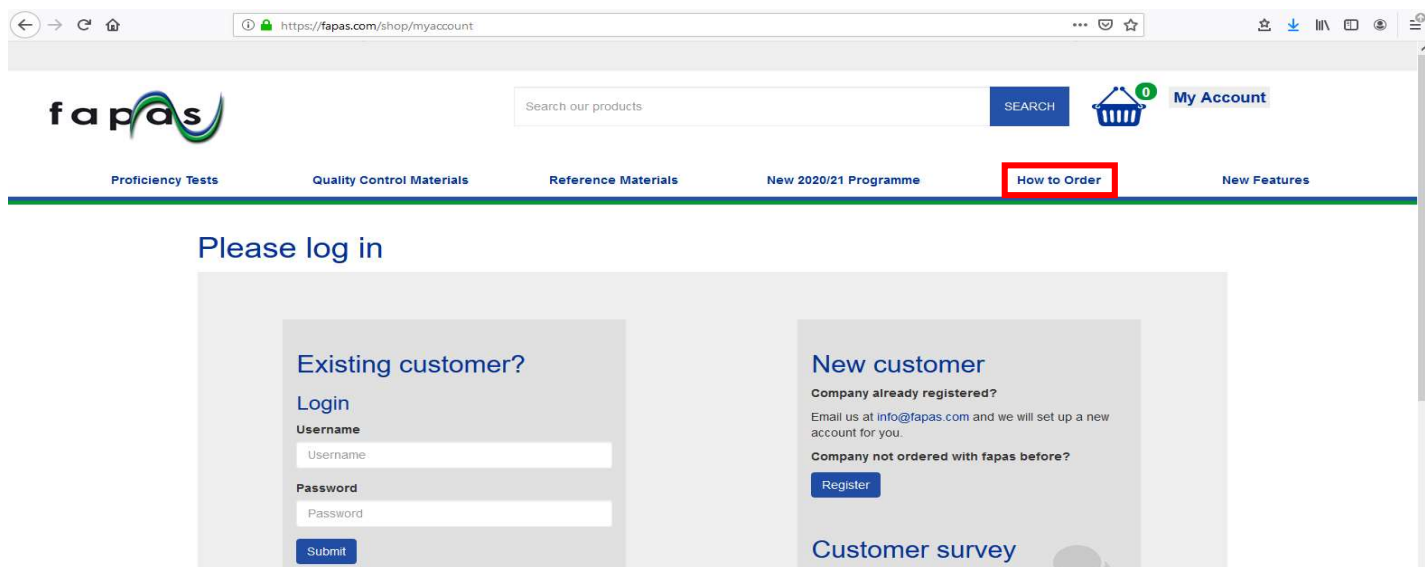 https://fapas.com/shop/myaccount
fapas
Search our products
SEARCH
0
My Account
Proficiency Tests
Quality Control Materials
Reference Materials
New 2020/21 Programme
How to Order
New Features
Please log in
Existing customer?
Login
Username
Username
Password
Password
Submit
New customer
Company already registered?
Email us at info@fapas.com and we will set up a new
account for you.
Company not ordered with fapas before?
Register
Customer survey